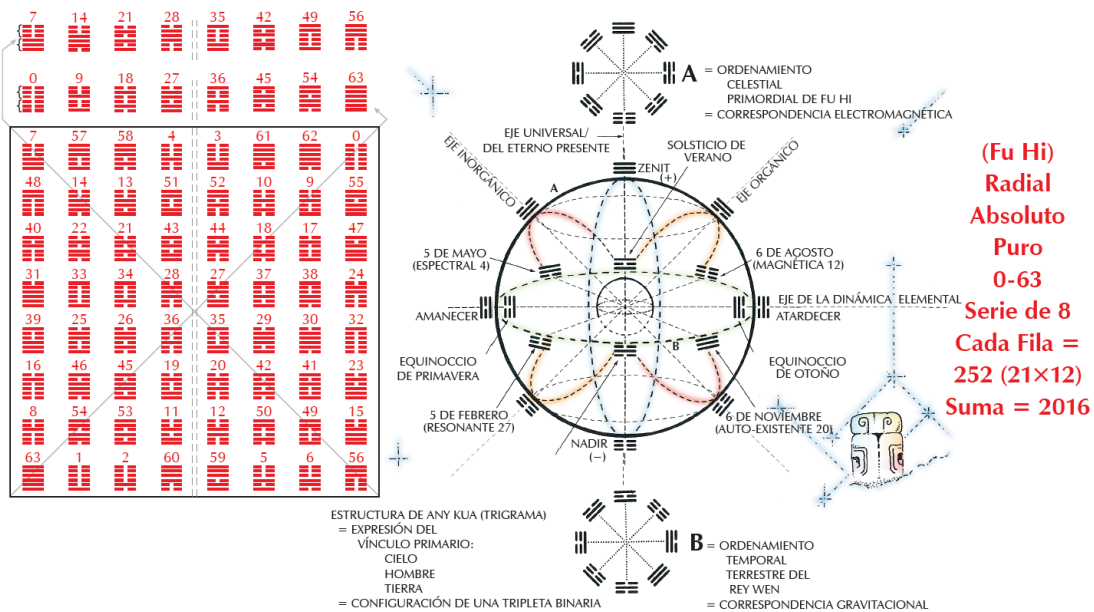 7 14 21 28 35 42 49 56
0 9 18 27 36 45 54 63
7 57 58 4 3 61 62 0
48 14 13 51 52 10 9 55
40 22 21 43 44 18 17 47
31 33 34 28 27 37 38 24
39 25 26 36 35 29 30 32
16 46 45 19 20 42 41 23
8 54 53 11 12 50 49 15
63 1 2 60 59 5 6 56
A = ORDENAMIENTO
CELESTIAL
PRIMORDIAL DE FU HI
= CORRESPONDENCIA ELECTROMAGNÉTICA
EJE UNIVERSAL/
DEL ETERNO PRESENTE
SOLSTICIO DE
VERANO
EJE INORGÁNICO
ZENIT
(+)
EJE ORGÁNICO
A
5 DE MAYO
(ESPECTRAL 4)
6 DE AGOSTO
(MAGNÉTICA 12)
EJE DE LA DINÁMICA ELEMENTAL
AMANECER
ATARDECER
B
EQUINOCCIO
DE PRIMAVERA
EQUINOCCIO
DE OTOÑO
5 DE FEBRERO
(RESONANTE 27)
6 DE NOVIEMBRE
(AUTO-EXISTENTE 20)
NADIR
(−)
(Fu Hi)
Radial
Absoluto
Puro
0-63
Serie de 8
Cada Fila =
252 (21×12)
Suma = 2016
ESTRUCTURA DE ANY KUA (TRIGRAMA)
= EXPRESIÓN DEL
VÍNCULO PRIMARIO:
CIELO
HOMBRE
TIERRA
= CONFIGURACIÓN DE UNA TRIPLETA BINARIA
B = ORDENAMIENTO
TEMPORAL
TERRESTRE DEL
REY WEN
= CORRESPONDENCIA GRAVITACIONAL